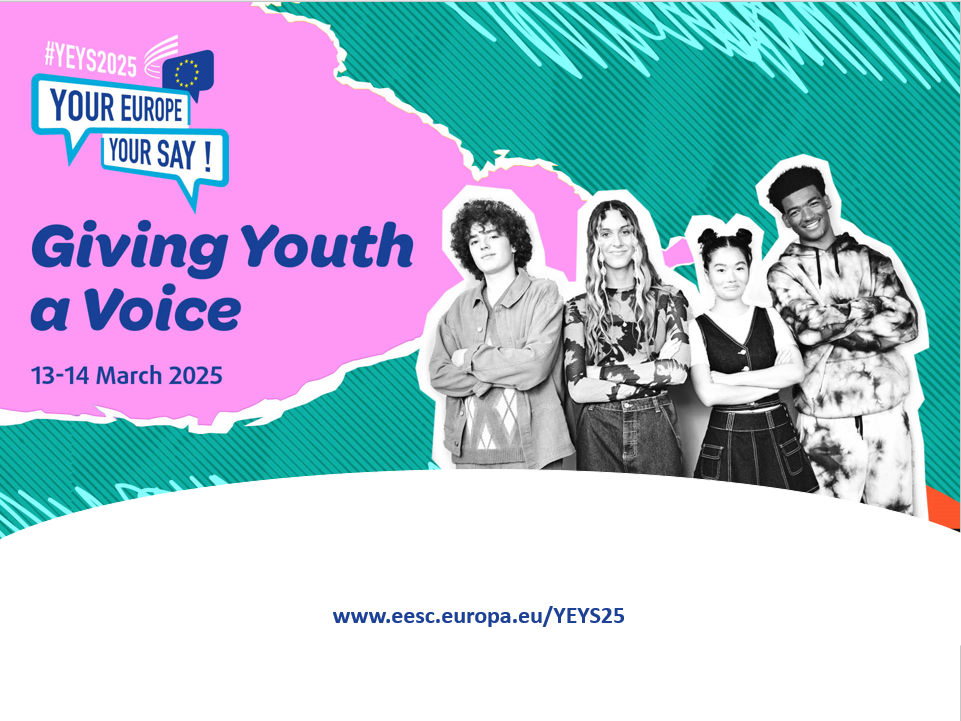 #YEYS2025
YOUR EUROPE
YOUR SAY !
Giving Youth
a Voice
13-14 March 2025
www.eesc.europa.eu/YEYS25